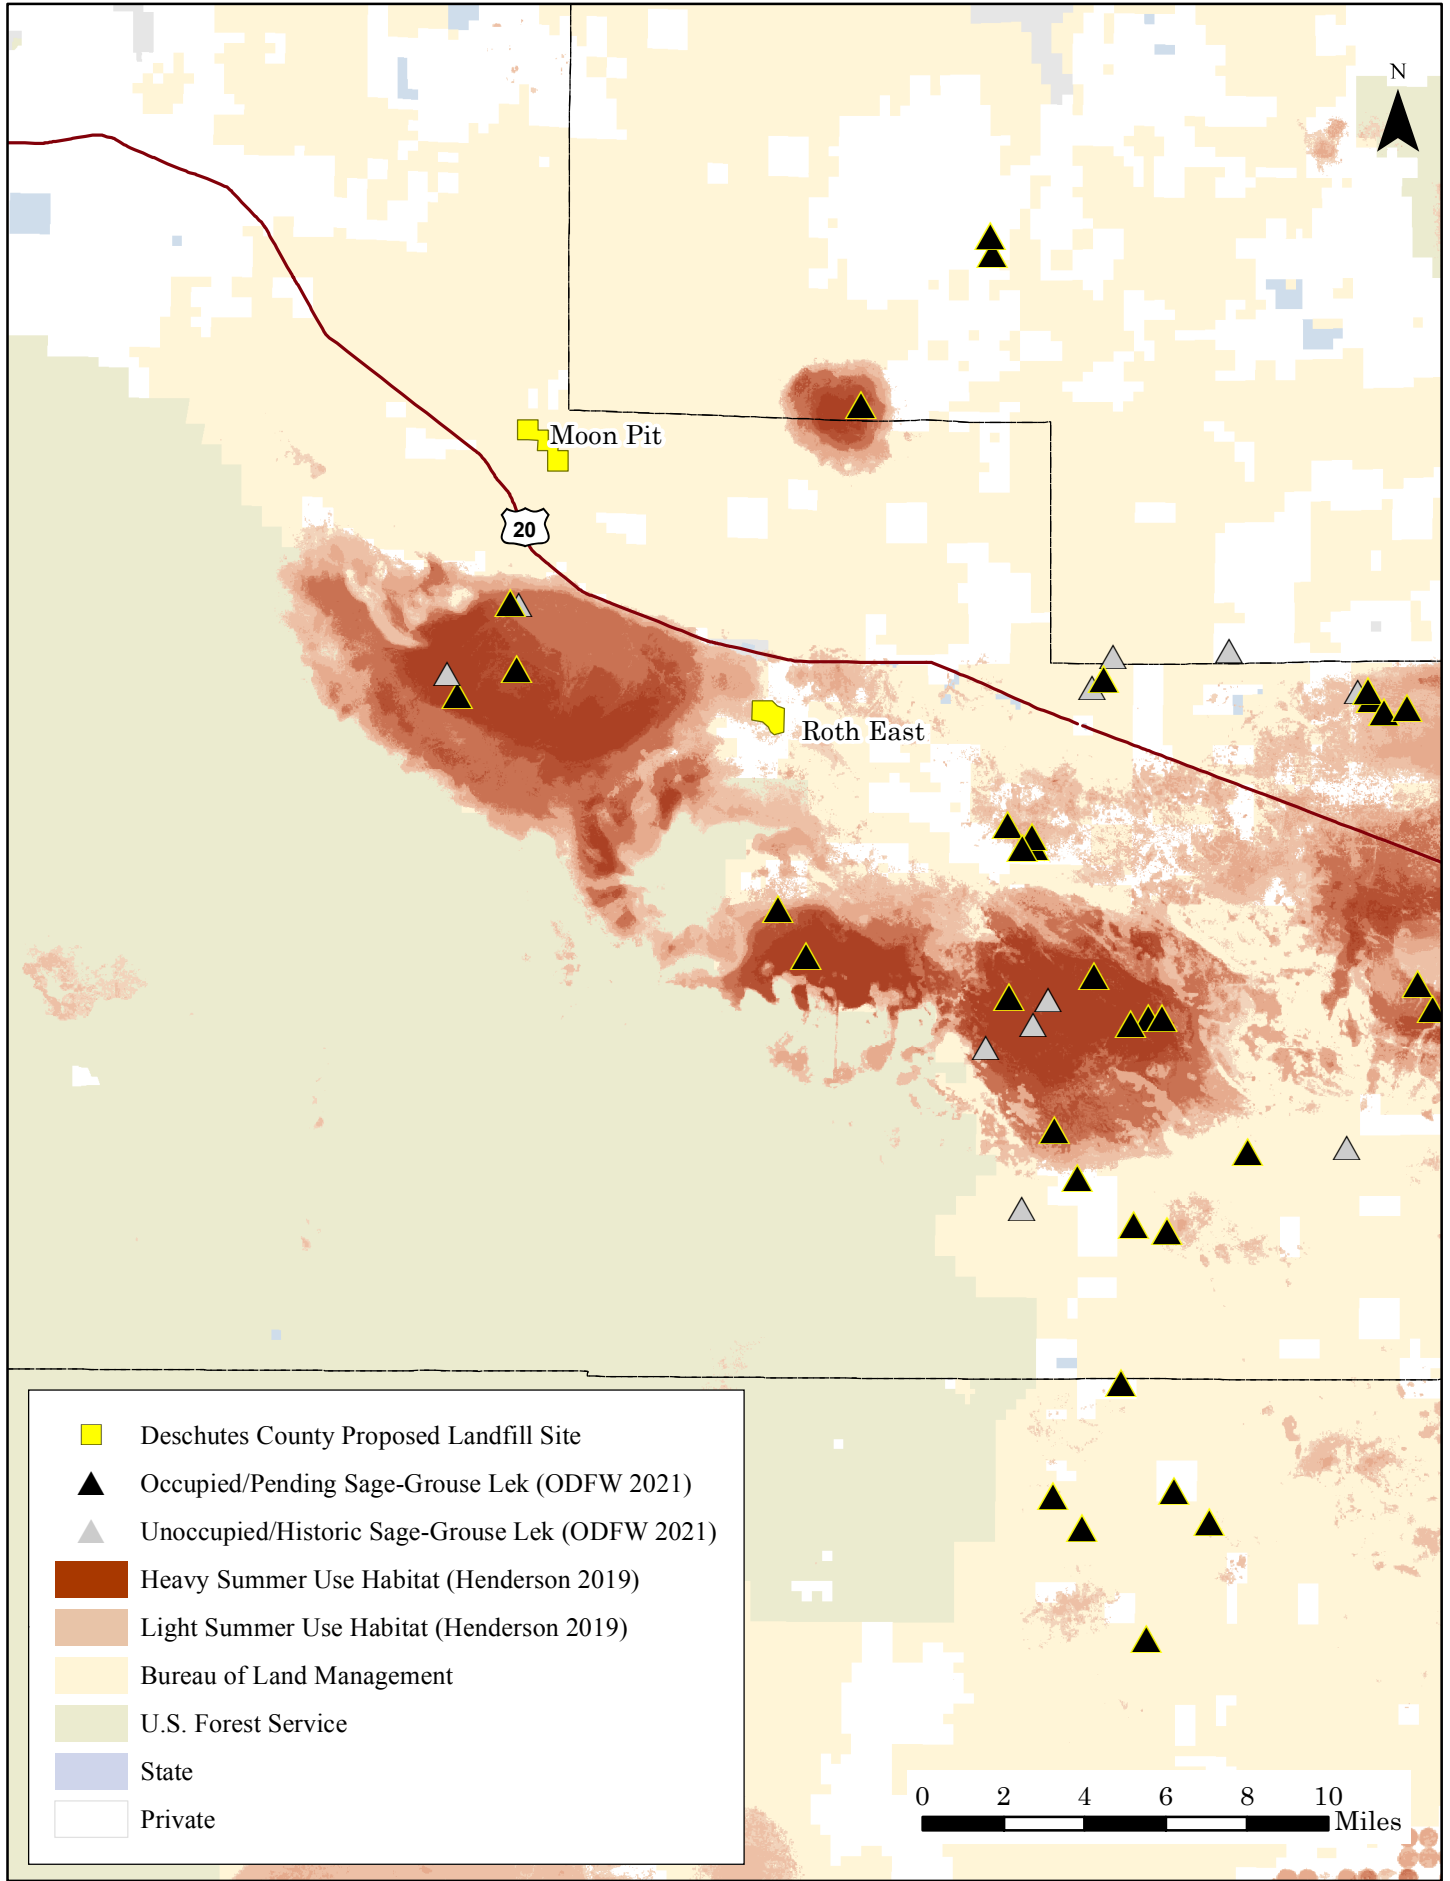 N
Moon Pit
20
Roth East
Deschutes County Proposed Landfill Site
Occupied/Pending Sage-Grouse Lek (ODFW 2021)
Unoccupied/Historic Sage-Grouse Lek (ODFW 2021)
Heavy Summer Use Habitat (Henderson 2019)
Light Summer Use Habitat (Henderson 2019)
Bureau of Land Management
U.S. Forest Service
State
Private
0 2 4 6 8 10
Miles